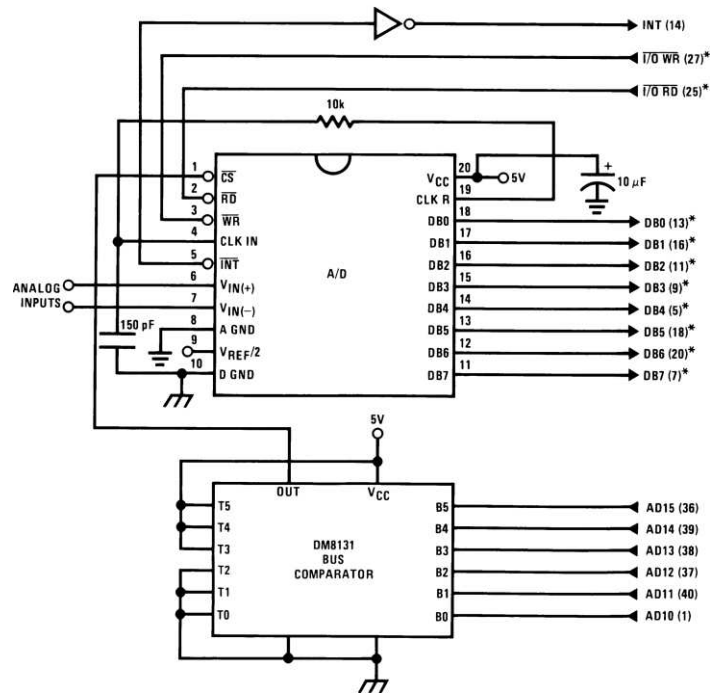 INT (14)
I/O WR (27)*
I/O RD (25)*
10k
1 CS
2 RD
3 WR
4 CLK IN
5 INT
6 VIN(+)
7 VIN(−)
8 A GND
9 VREF/2
10 D GND
A/D
VCC 20
CLK R 19
DB0 18
DB1 17
DB2 16
DB3 15
DB4 14
DB5 13
DB6 12
DB7 11
5V
+
10 μF
DB0 (13)*
DB1 (16)*
DB2 (11)*
DB3 (9)*
DB4 (5)*
DB5 (18)*
DB6 (20)*
DB7 (7)*
ANALOG
INPUTS
150 pF
5V
OUT
VCC
T5
T4
T3
T2
T1
T0
DM8131
BUS
COMPARATOR
B5
B4
B3
B2
B1
B0
AD15 (36)
AD14 (39)
AD13 (38)
AD12 (37)
AD11 (40)
AD10 (1)